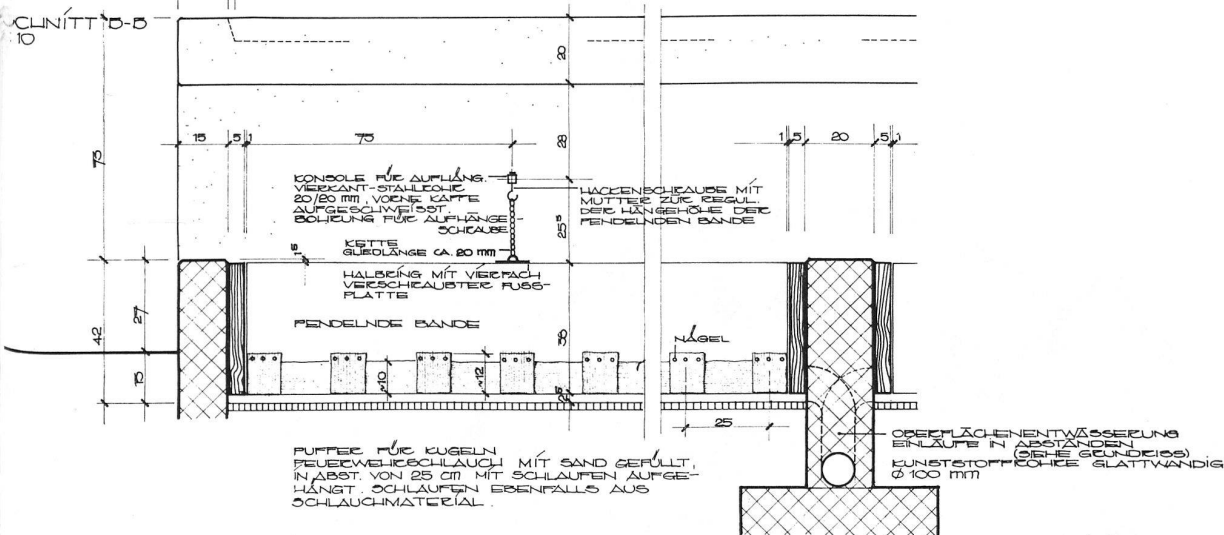 SCHNITT B-B
10
20
15
5
1
75
1
5
20
5
1
73
28
KONSOLE FÜR AUFHÄNG.
VIERKANT-STAHLROHR
20/20 mm, VORNE KAPPE
AUFGESCHWEISST.
BOHRUNG FÜR AUFHÄNGE-
SCHRAUBE
HACKENSCHRAUBE MIT
MUTTER ZUR REGUL.
DER HÄNGEHÖHE DER
PENDELNDEN BANDE
25⁵
KETTE
GLIEDLÄNGE CA. 20 mm
15
HALBRING MIT VIERFACH
VERSCHRAUBTER FUSS-
PLATTE
27
42
PENDELNDE BANDE
NÄGEL
~10
~12
15
2⁵
25
PUFFER FÜR KUGELN
FEUERWEHRSCHLAUCH MIT SAND GEFÜLLT,
IN ABST. VON 25 cm MIT SCHLAUFEN AUFGE-
HÄNGT. SCHLAUFEN EBENFALLS AUS
SCHLAUCHMATERIAL.
OBERFLÄCHENENTWÄSSERUNG
EINLÄUFE IN ABSTÄNDEN
(SIEHE GRUNDRISS)
KUNSTSTOFFROHRE GLATTWANDIG
Ø 100 mm